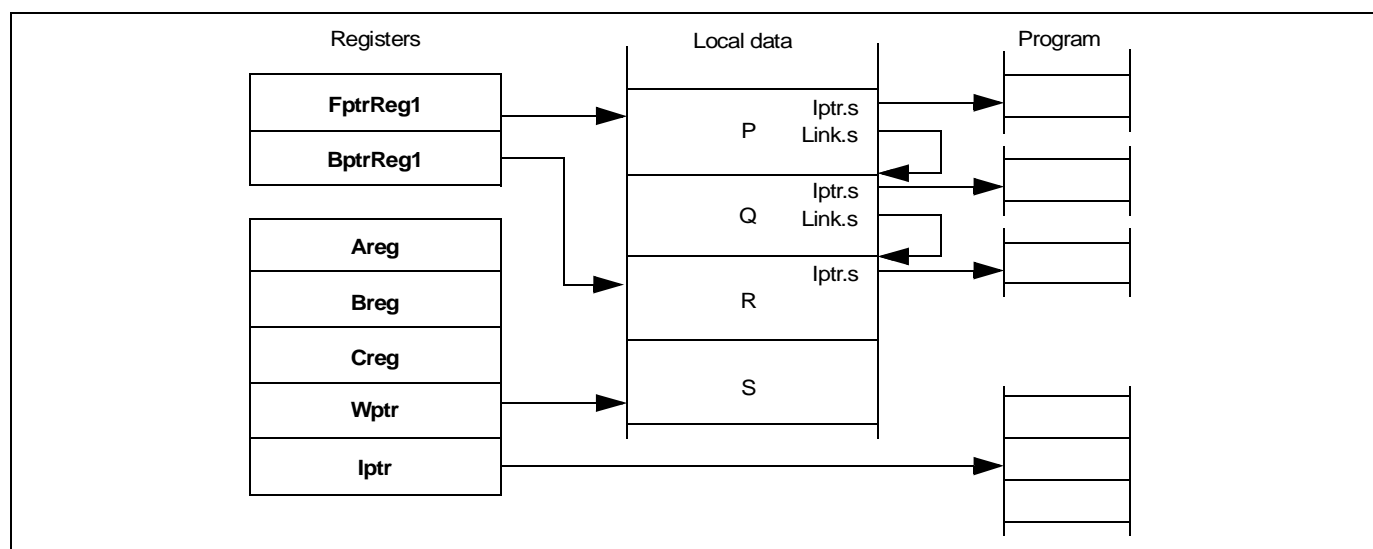 Registers
Local data
Program
FptrReg1
BptrReg1
Areg
Breg
Creg
Wptr
Iptr
P
Iptr.s
Link.s
Q
Iptr.s
Link.s
R
Iptr.s
S